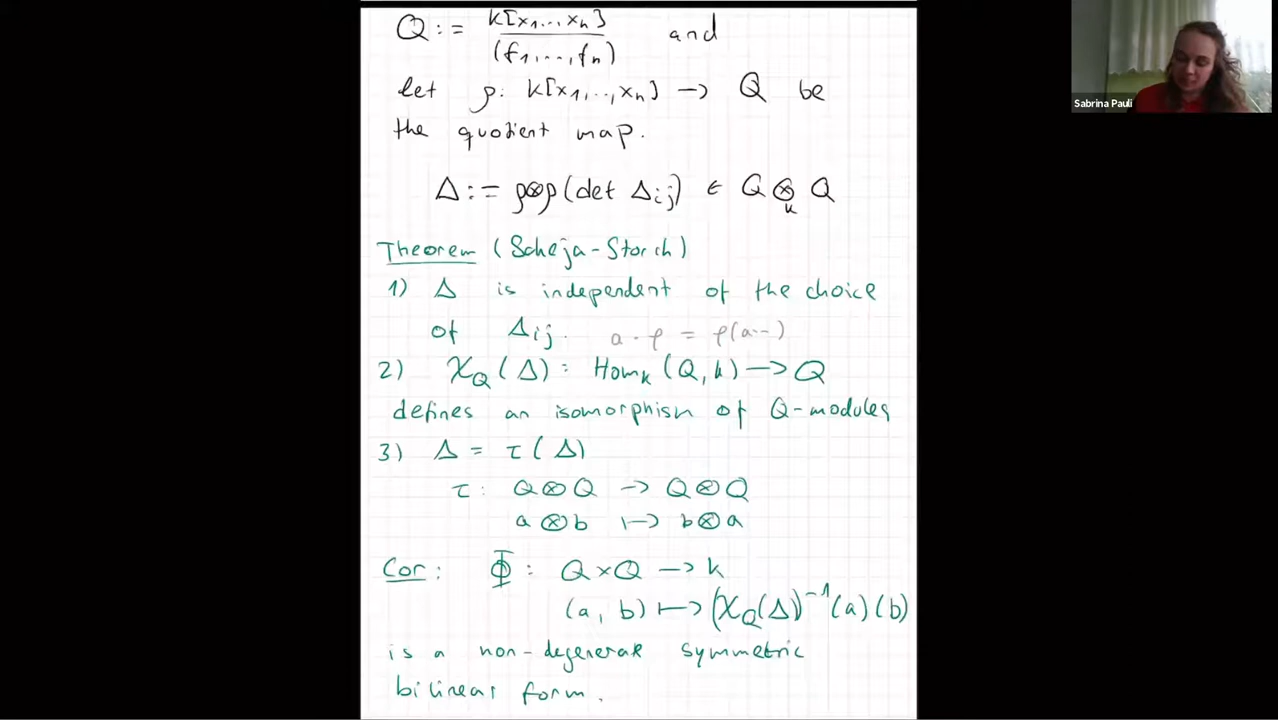 Q := k[x1...xn] / (f1,...,fn) and
let ρ: k[x1,..,xn] -> Q be
the quotient map.
Δ := ρ⊗ρ(det Δij) ∈ Q ⊗k Q
Theorem (Scheja-Storch)
1) Δ is independent of the choice
of Δij. a·φ = φ(a·-)
2) χQ(Δ): Homk(Q, k) -> Q
defines an isomorphism of Q-modules
3) Δ = τ(Δ)
τ: Q⊗Q -> Q⊗Q
a⊗b ↦ b⊗a
Cor: Φ: Q×Q -> k
(a, b) ↦ (χQ(Δ))⁻¹(a)(b)
is a non-degenerate symmetric
bilinear form.
Sabrina Pauli